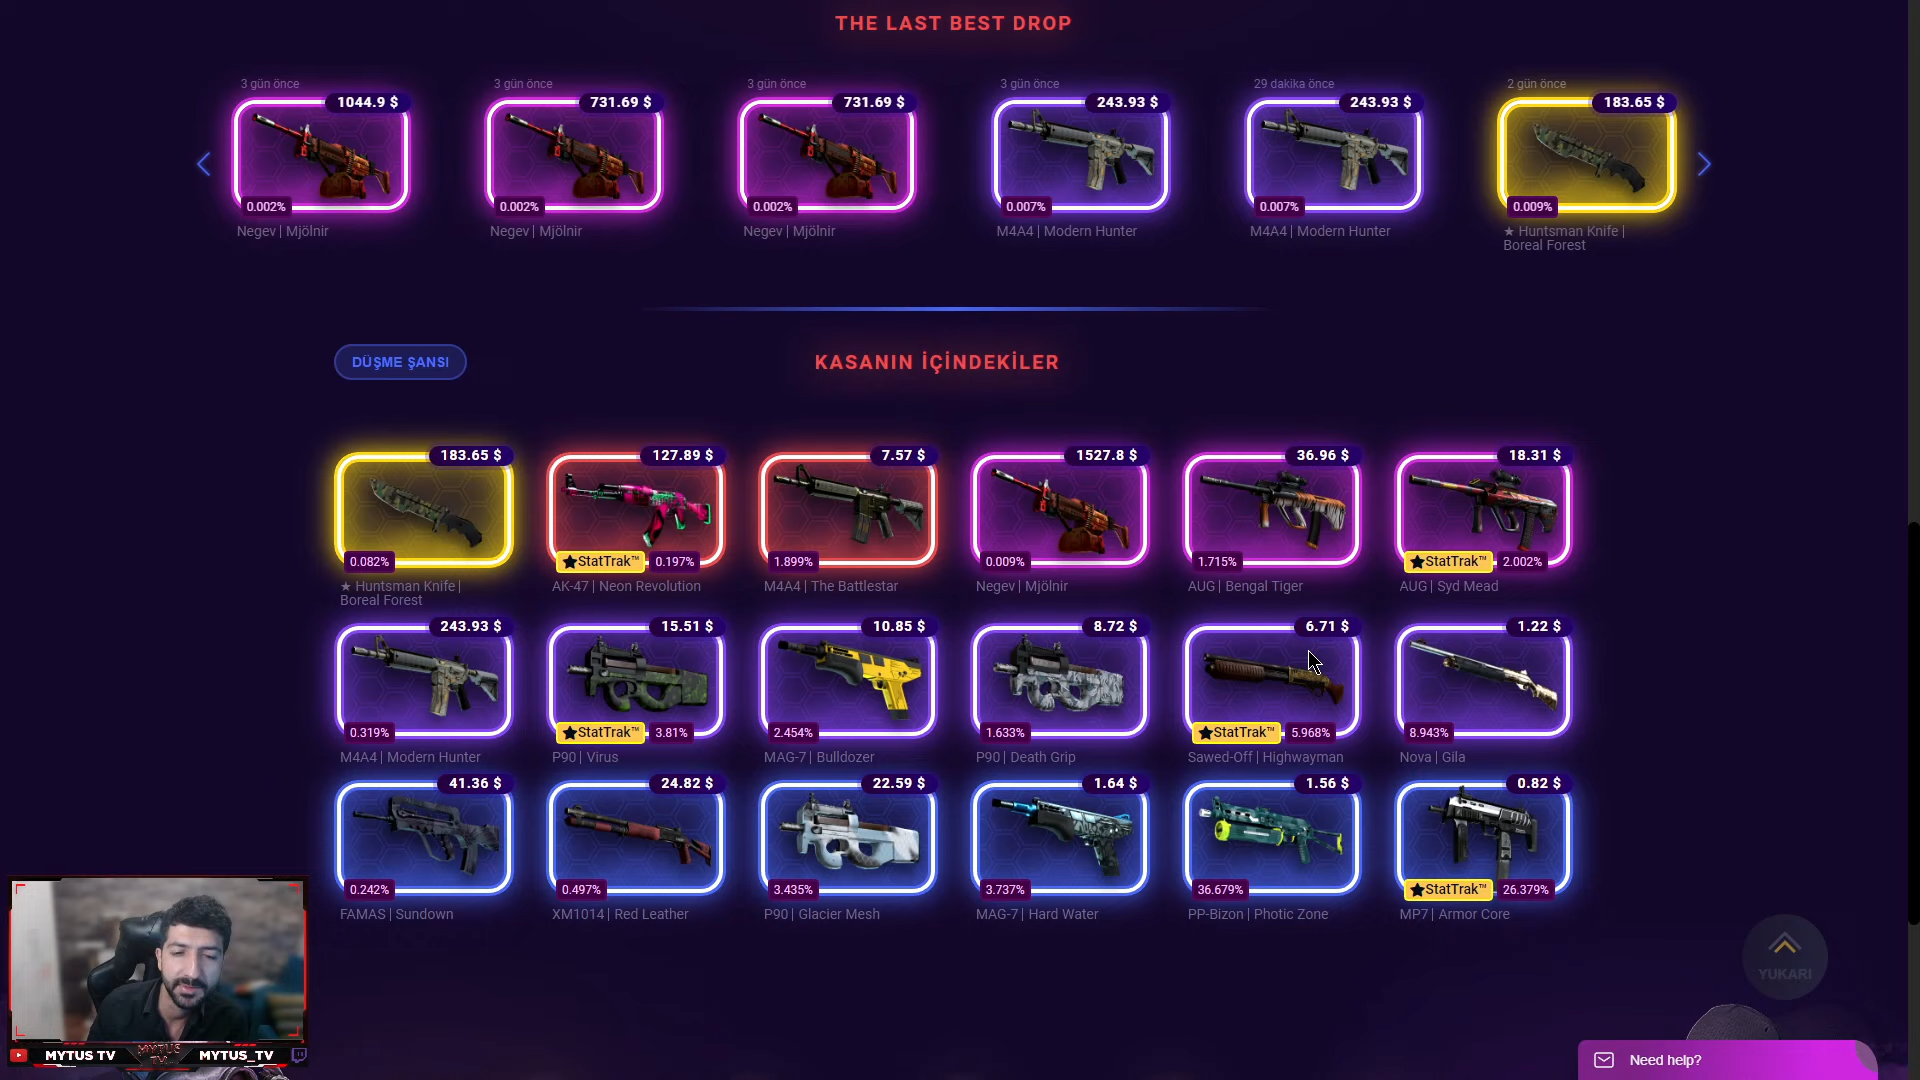 THE LAST BEST DROP
3 gün önce
3 gün önce
3 gün önce
3 gün önce
29 dakika önce
2 gün önce
1044.9 $
731.69 $
731.69 $
243.93 $
243.93 $
183.65 $
0.002%
0.002%
0.002%
0.007%
0.007%
0.009%
Negev | Mjölnir
Negev | Mjölnir
Negev | Mjölnir
M4A4 | Modern Hunter
M4A4 | Modern Hunter
★ Huntsman Knife |
Boreal Forest
DÜŞME ŞANSI
KASANIN İÇİNDEKİLER
183.65 $
127.89 $
7.57 $
1527.8 $
36.96 $
18.31 $
0.082%
★StatTrak™ 0.197%
1.899%
0.009%
1.715%
★StatTrak™ 2.002%
★ Huntsman Knife |
Boreal Forest
AK-47 | Neon Revolution
M4A4 | The Battlestar
Negev | Mjölnir
AUG | Bengal Tiger
AUG | Syd Mead
243.93 $
15.51 $
10.85 $
8.72 $
6.71 $
1.22 $
0.319%
★StatTrak™ 3.81%
2.454%
1.633%
★StatTrak™ 5.968%
8.943%
M4A4 | Modern Hunter
P90 | Virus
MAG-7 | Bulldozer
P90 | Death Grip
Sawed-Off | Highwayman
Nova | Gila
41.36 $
24.82 $
22.59 $
1.64 $
1.56 $
0.82 $
0.242%
0.497%
3.435%
3.737%
36.679%
★StatTrak™ 26.379%
FAMAS | Sundown
XM1014 | Red Leather
P90 | Glacier Mesh
MAG-7 | Hard Water
PP-Bizon | Photic Zone
MP7 | Armor Core
YUKARI
MYTUS TV
MYTUS TV
MYTUS_TV
Need help?